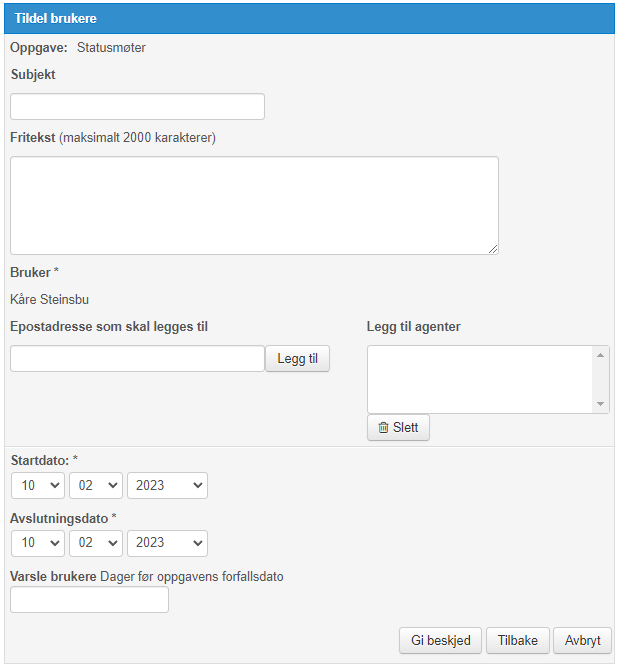 Tildel brukere
Oppgave: Statusmøter
Subjekt
Fritekst (maksimalt 2000 karakterer)
Bruker *
Kåre Steinsbu
Epostadresse som skal legges til
Legg til agenter
Legg til
Slett
Startdato: *
10 02 2023
Avslutningsdato *
10 02 2023
Varsle brukere Dager før oppgavens forfallsdato
Gi beskjed Tilbake Avbryt